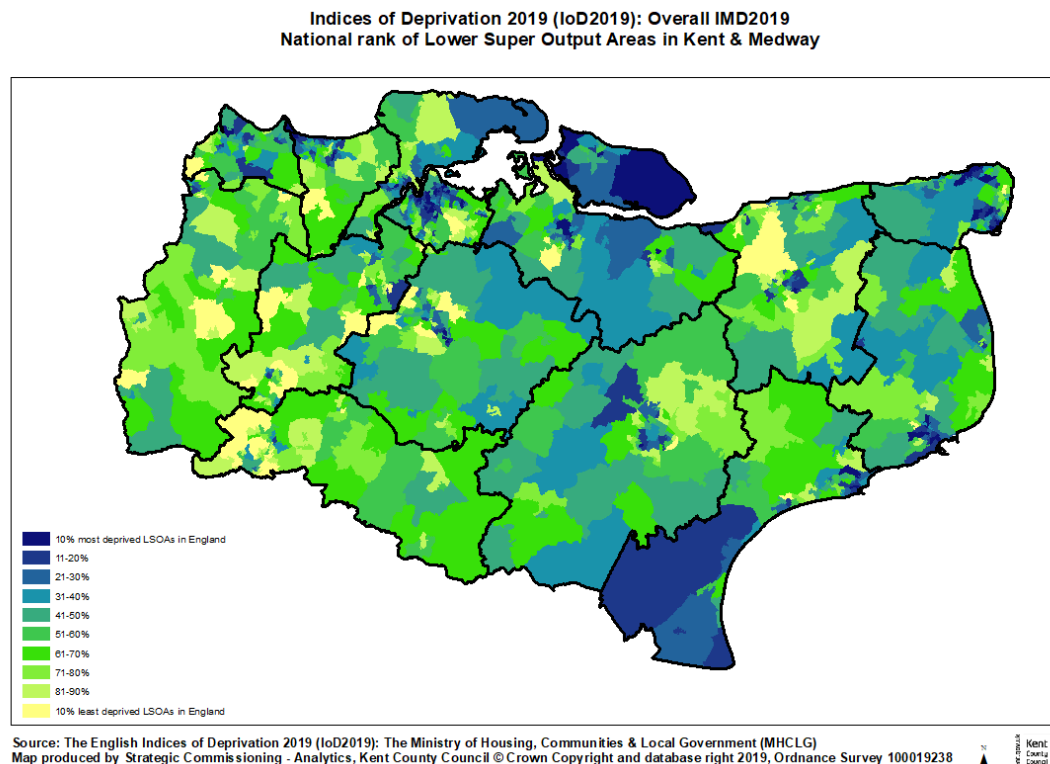 Indices of Deprivation 2019 (IoD2019): Overall IMD2019
National rank of Lower Super Output Areas in Kent & Medway
10% most deprived LSOAs in England
11-20%
21-30%
31-40%
41-50%
51-60%
61-70%
71-80%
81-90%
10% least deprived LSOAs in England
Source: The English Indices of Deprivation 2019 (IoD2019): The Ministry of Housing, Communities & Local Government (MHCLG)
Map produced by Strategic Commissioning - Analytics, Kent County Council © Crown Copyright and database right 2019, Ordnance Survey 100019238
N
Kent
County
Council